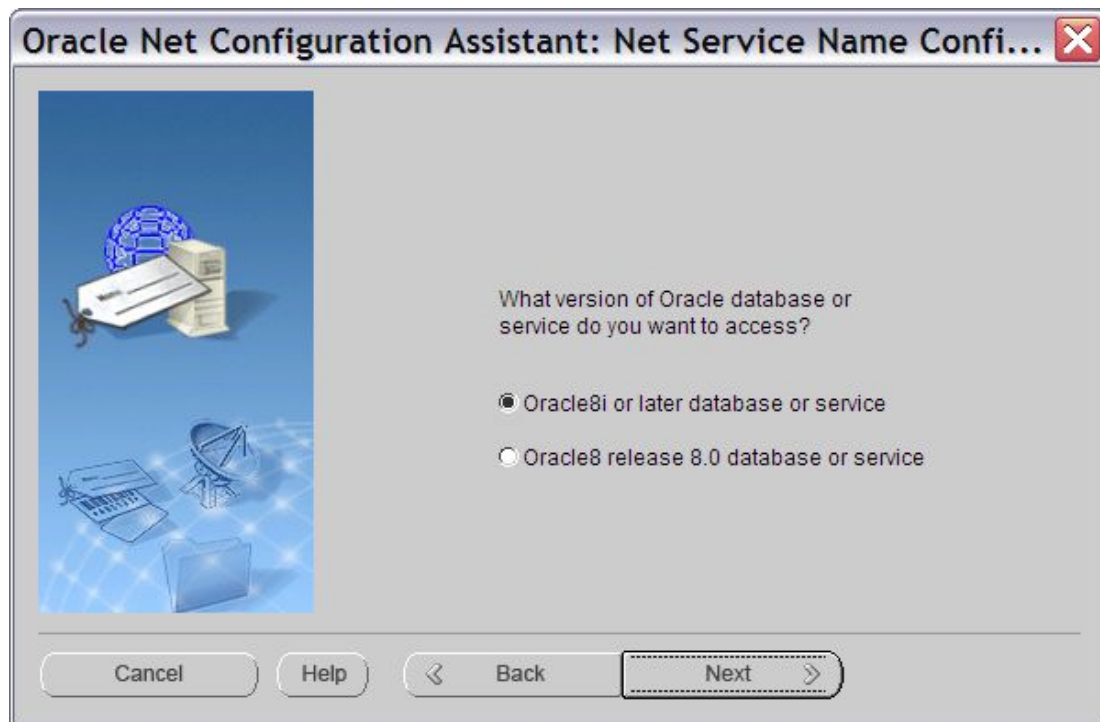 Oracle Net Configuration Assistant: Net Service Name Confi...
What version of Oracle database or
service do you want to access?
Oracle8i or later database or service
Oracle8 release 8.0 database or service
Cancel
Help
Back
Next